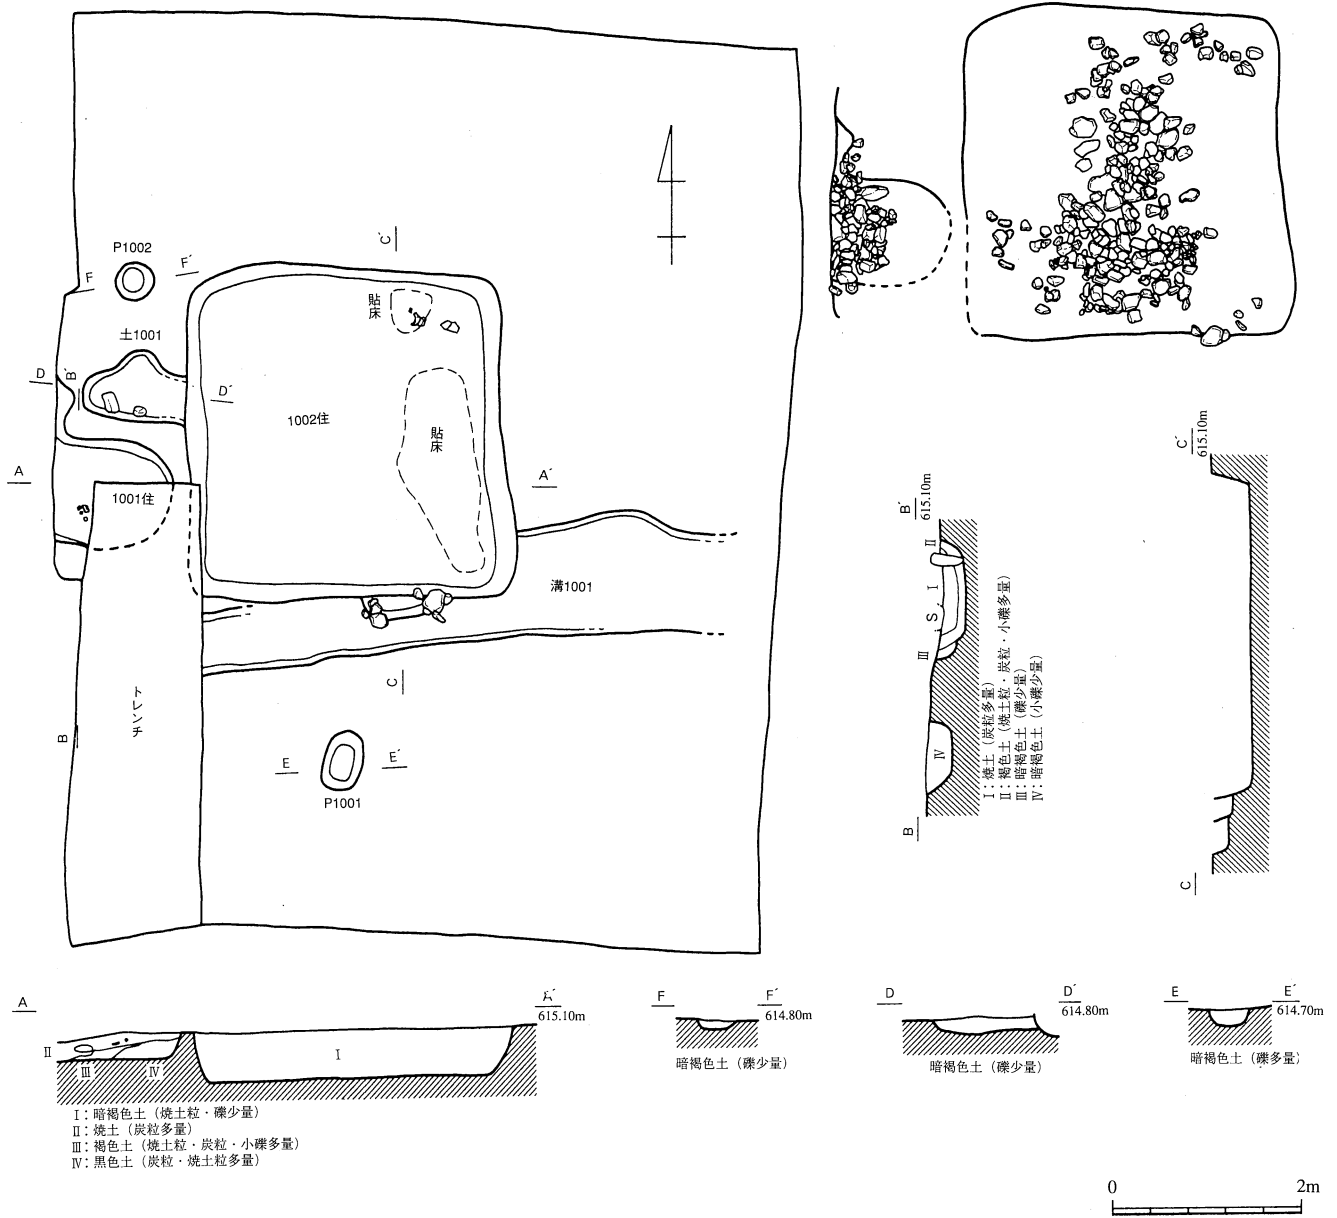 C´
P1002
F
F´
貼床
土1001
D
B´
D´
1002住
貼床
A
A´
1001住
溝1001
C
トレンチ
B
E
E´
P1001
B´
615.10m
Ⅱ
Ⅰ
S
Ⅲ
Ⅳ
B
Ⅰ：焼土（炭粒多量）
Ⅱ：褐色土（焼土粒・炭粒・小礫多量）
Ⅲ：暗褐色土（礫少量）
Ⅳ：暗褐色土（小礫少量）
C´
615.10m
C
A
A´
615.10m
Ⅱ
Ⅲ
Ⅳ
Ⅰ
Ⅰ：暗褐色土（焼土粒・礫少量）
Ⅱ：焼土（炭粒多量）
Ⅲ：褐色土（焼土粒・炭粒・小礫多量）
Ⅳ：黒色土（炭粒・焼土粒多量）
F
F´
614.80m
暗褐色土（礫少量）
D
D´
614.80m
暗褐色土（礫少量）
E
E´
614.70m
暗褐色土（礫多量）
0
2m